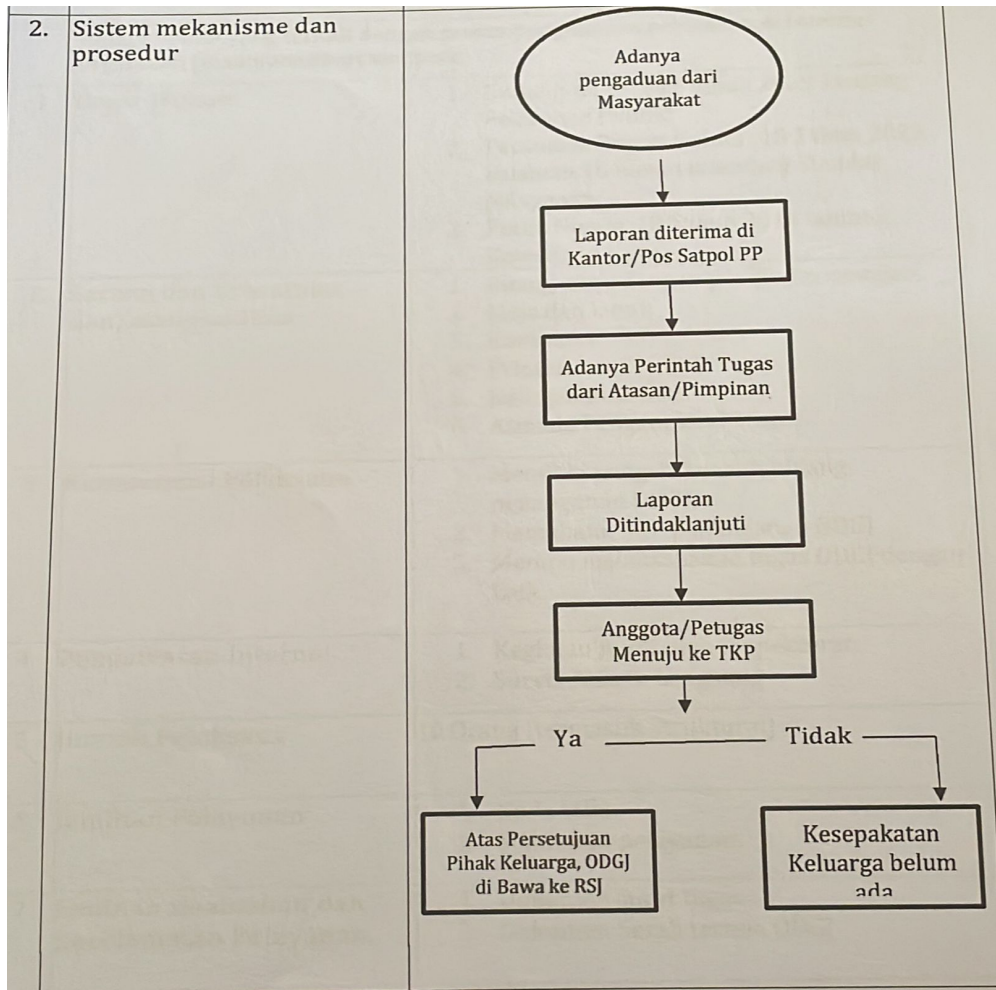 2. Sistem mekanisme dan
prosedur
Adanya
pengaduan dari
Masyarakat
Laporan diterima di
Kantor/Pos Satpol PP
Adanya Perintah Tugas
dari Atasan/Pimpinan
Laporan
Ditindaklanjuti
Anggota/Petugas
Menuju ke TKP
Ya Tidak
Atas Persetujuan
Pihak Keluarga, ODGJ
di Bawa ke RSJ
Kesepakatan
Keluarga belum
ada